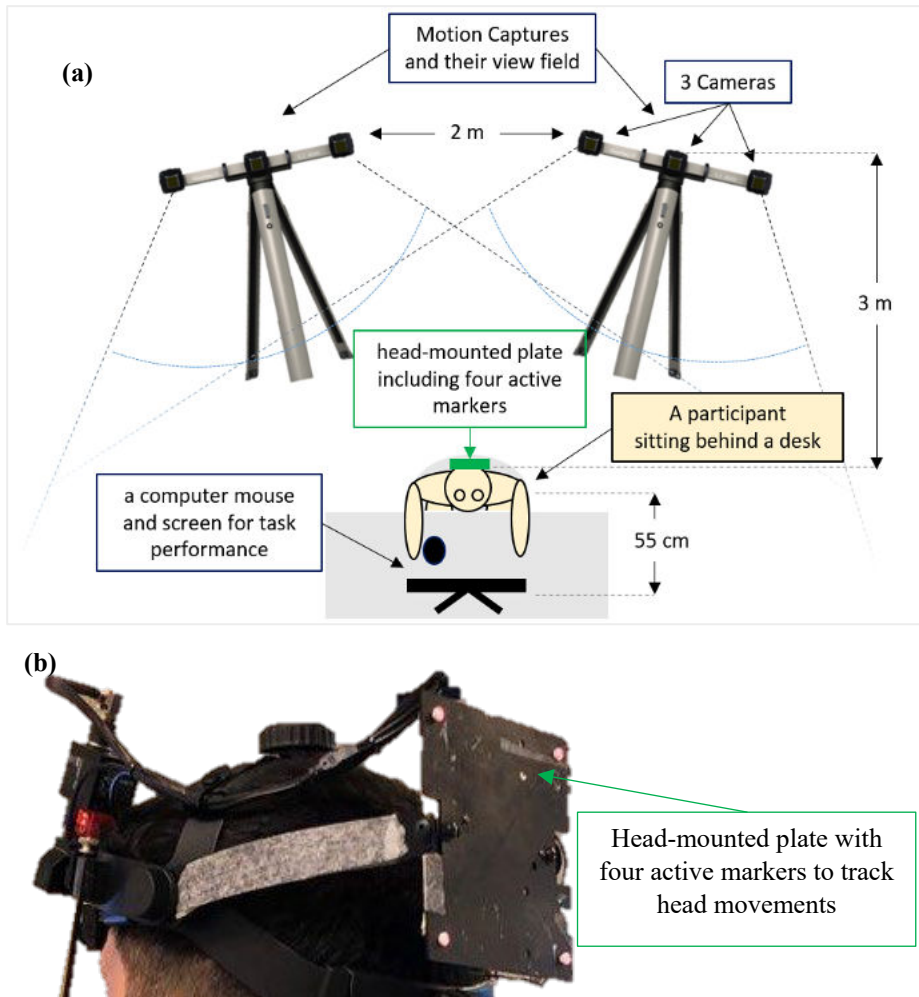 (a)
Motion Captures
and their view field
3 Cameras
2 m
3 m
head-mounted plate
including four active
markers
A participant
sitting behind a desk
a computer mouse
and screen for task
performance
55 cm
(b)
Head-mounted plate with
four active markers to track
head movements